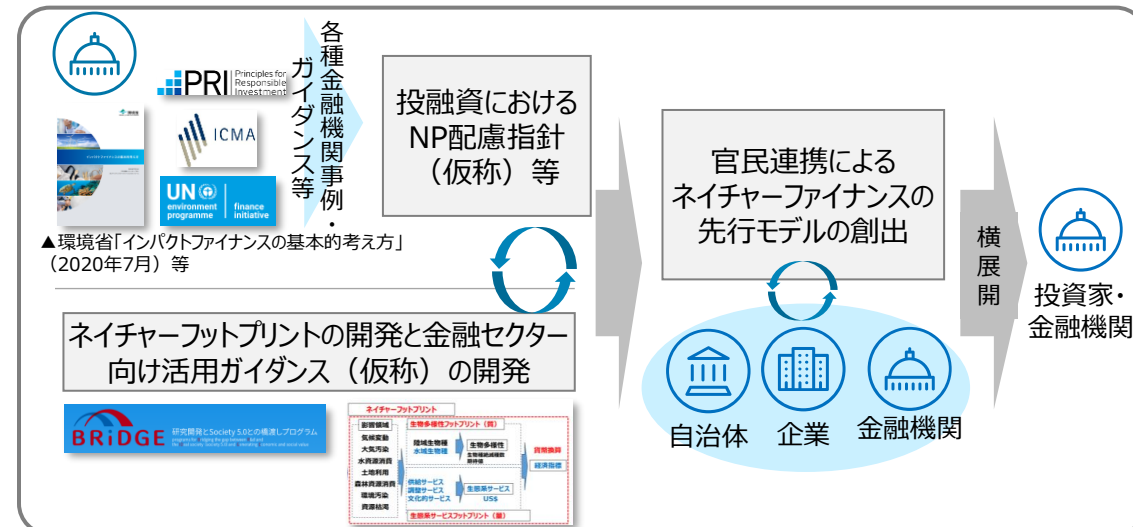 各種金融機関事例・
ガイダンス等
PRI Principles for
Responsible
Investment
ICMA
UN
environment
programme
finance
initiative
▲環境省「インパクトファイナンスの基本的考え方」
(2020年7月)等
投融資における
NP配慮指針
(仮称)等
ネイチャーフットプリントの開発と金融セクター
向け活用ガイダンス(仮称)の開発
BRiDGE
研究開発とSociety 5.0との橋渡しプログラム
ネイチャーフットプリント
影響領域
気候変動
大気汚染
水資源消費
土地利用
森林資源消費
環境汚染
資源枯渇
生物多様性フットプリント(質)
陸域生物種
水域生物種
生物多様性
供給サービス
調整サービス
文化的サービス
生態系サービス
US$
生態系サービスフットプリント(量)
貨幣換算
経済指標
官民連携による
ネイチャーファイナンスの
先行モデルの創出
自治体
企業
金融機関
横展開
投資家・
金融機関